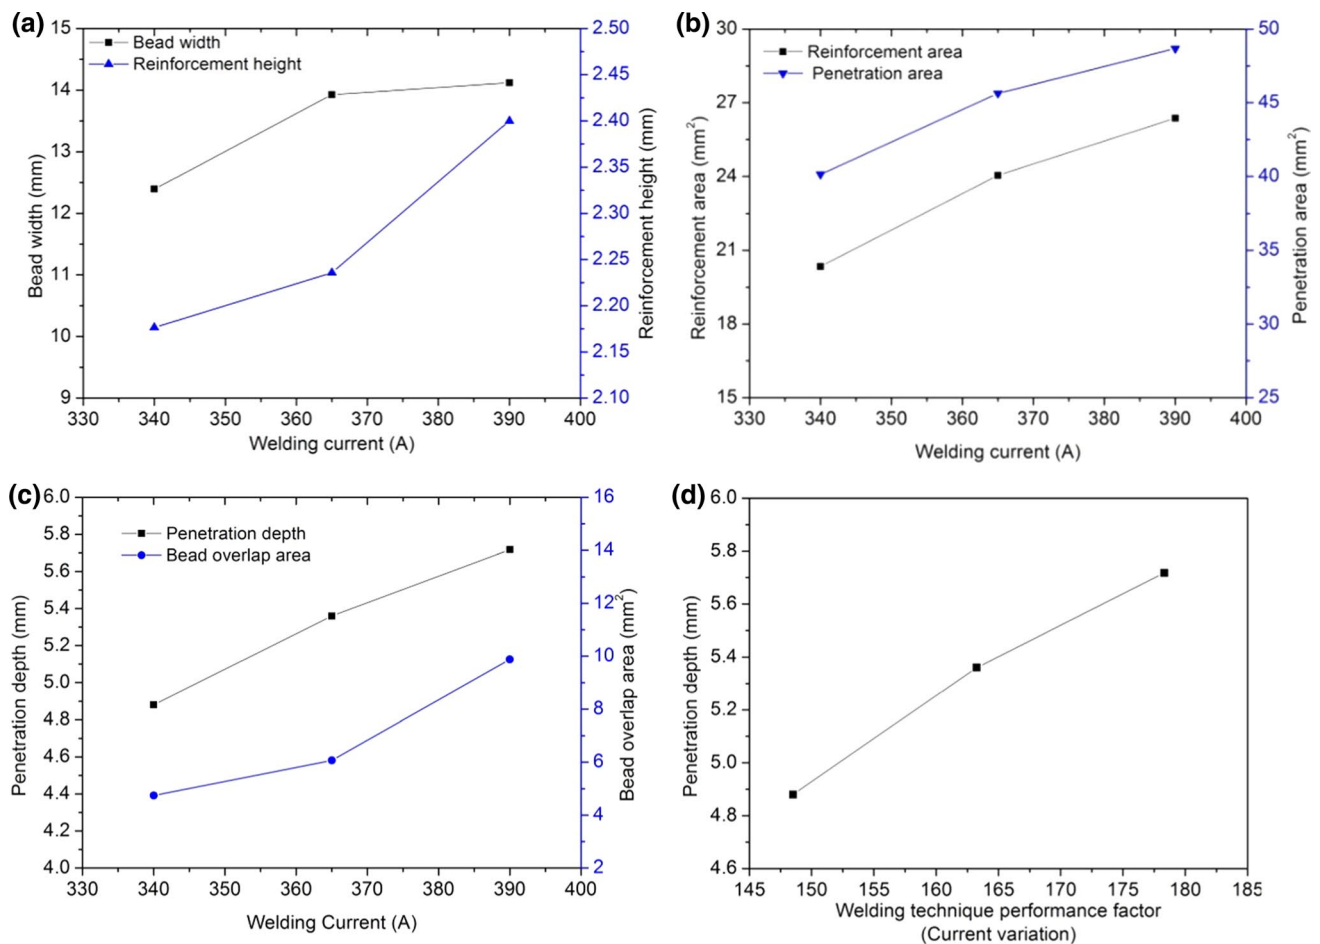 (a)
15
14
13
12
11
10
9
Bead width (mm)
Bead width
Reinforcement height
2.50
2.45
2.40
2.35
2.30
2.25
2.20
2.15
2.10
Reinforcement height (mm)
330 340 350 360 370 380 390 400
Welding current (A)
(b)
30
27
24
21
18
15
Reinforcement area (mm²)
Reinforcement area
Penetration area
50
45
40
35
30
25
Penetration area (mm²)
330 340 350 360 370 380 390 400
Welding current (A)
(c)
6.0
5.8
5.6
5.4
5.2
5.0
4.8
4.6
4.4
4.2
4.0
Penetration depth (mm)
Penetration depth
Bead overlap area
16
14
12
10
8
6
4
2
Bead overlap area (mm²)
330 340 350 360 370 380 390 400
Welding Current (A)
(d)
6.0
5.8
5.6
5.4
5.2
5.0
4.8
4.6
Penetration depth (mm)
145 150 155 160 165 170 175 180 185
Welding technique performance factor
(Current variation)